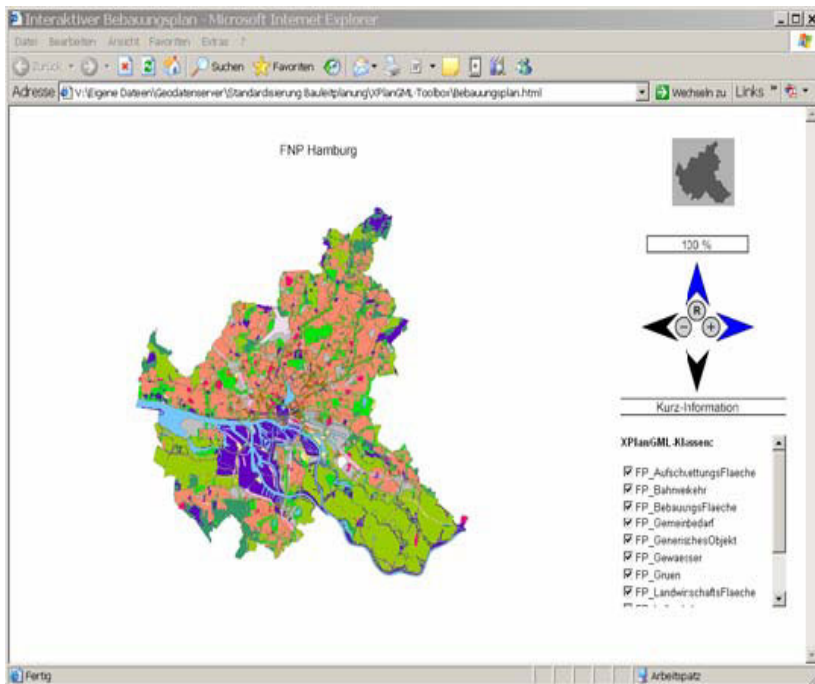 Interaktiver Bebauungsplan - Microsoft Internet Explorer
Datei Bearbeiten Ansicht Favoriten Extras ?
Zurück Suchen Favoriten
Adresse V:\Eigene Dateien\Geodatenserver\Standardisierung Bauleitplanung\XPlanGML-Toolbox\Bebauungsplan.html Wechseln zu Links »
FNP Hamburg
100 %
R
− +
Kurz-Information
XPlanGML-Klassen:
FP_AufschuettungsFlaeche
FP_Bahnverkehr
FP_BebauungsFlaeche
FP_Gemeinbedarf
FP_GenerischesObjekt
FP_Gewaesser
FP_Gruen
FP_LandwirtschaftsFlaeche
Fertig
Arbeitsplatz